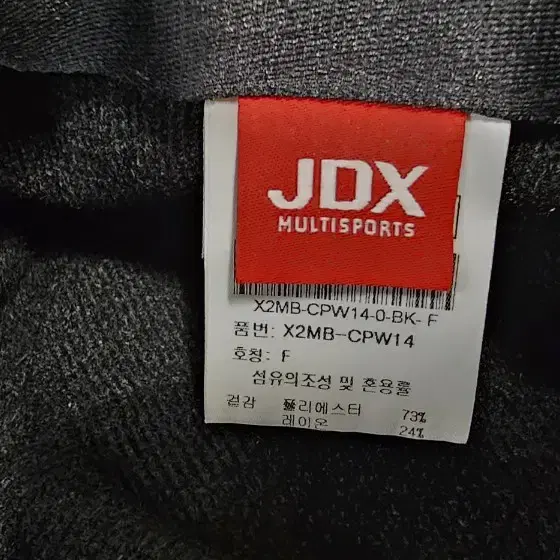 JDX
MULTISPORTS
X2MB-CPW14-0-BK- F
품번: X2MB-CPW14
호칭: F
섬유의조성 및 혼용률
겉감 폴리에스터 73%
레이온 24%